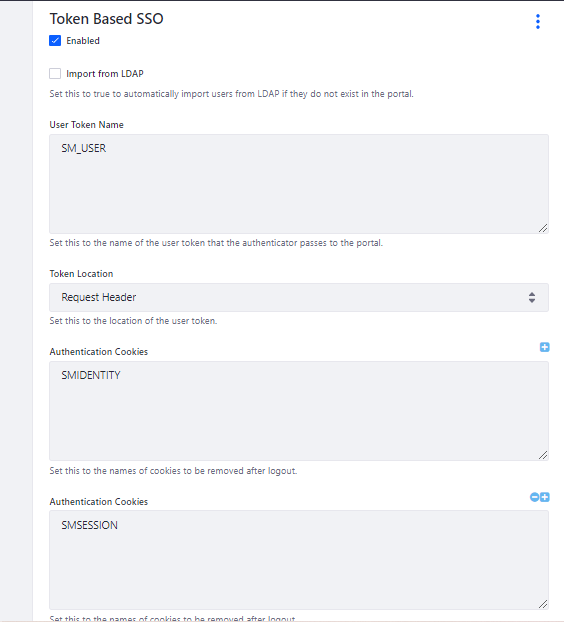 Token Based SSO
Enabled
Import from LDAP
Set this to true to automatically import users from LDAP if they do not exist in the portal.
User Token Name
SM_USER
Set this to the name of the user token that the authenticator passes to the portal.
Token Location
Request Header
Set this to the location of the user token.
Authentication Cookies
SMIDENTITY
Set this to the names of cookies to be removed after logout.
Authentication Cookies
SMSESSION
Set this to the names of cookies to be removed after logout.